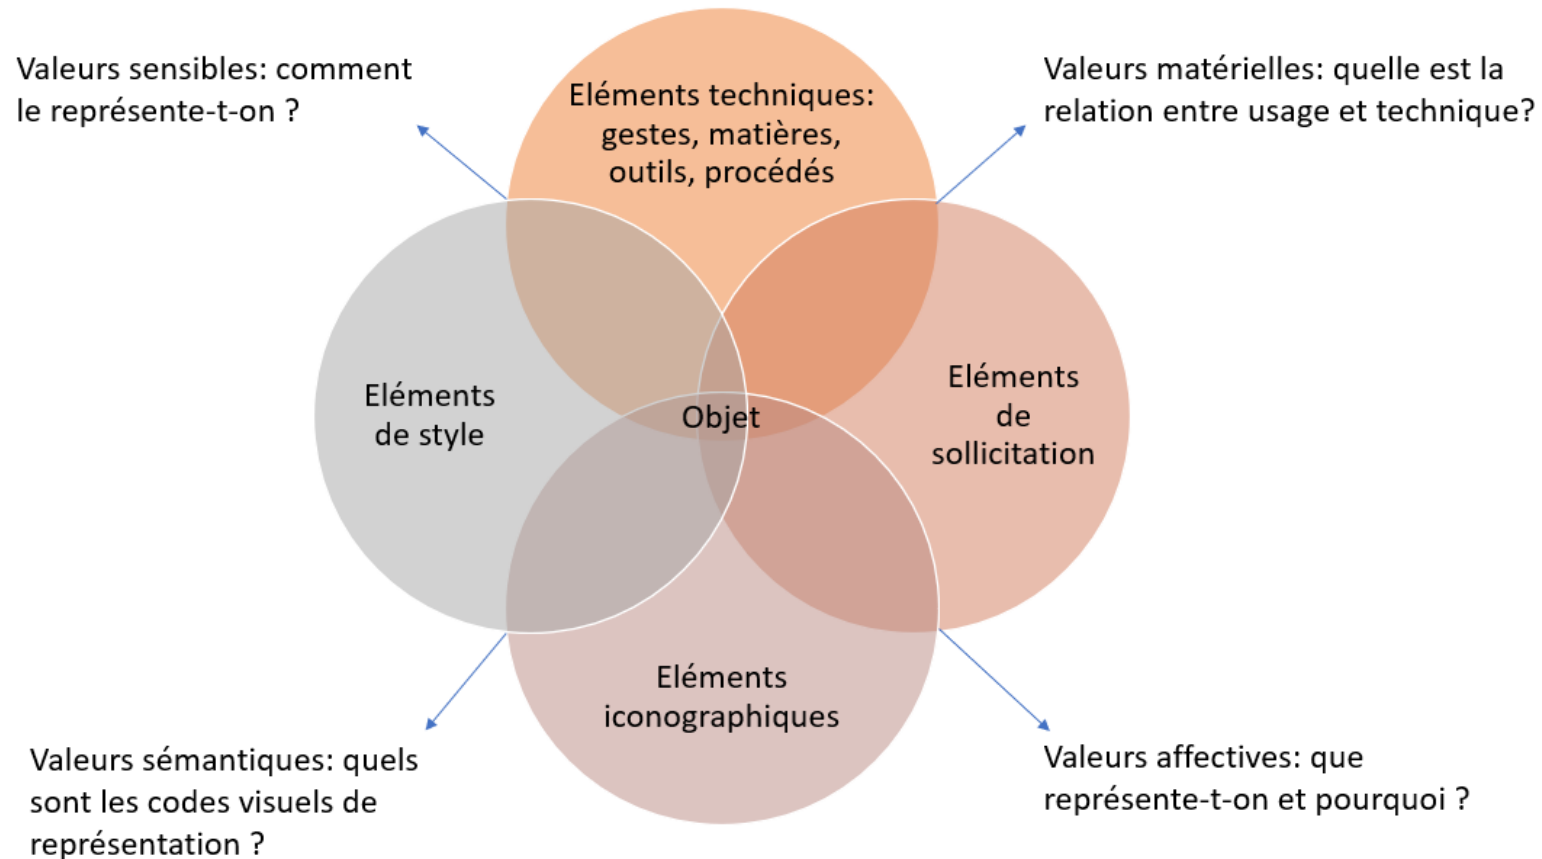 Valeurs sensibles: comment
le représente-t-on ?
Eléments techniques:
gestes, matières,
outils, procédés
Valeurs matérielles: quelle est la
relation entre usage et technique?
Eléments
de style
Objet
Eléments
de
sollicitation
Eléments
iconographiques
Valeurs sémantiques: quels
sont les codes visuels de
représentation ?
Valeurs affectives: que
représente-t-on et pourquoi ?